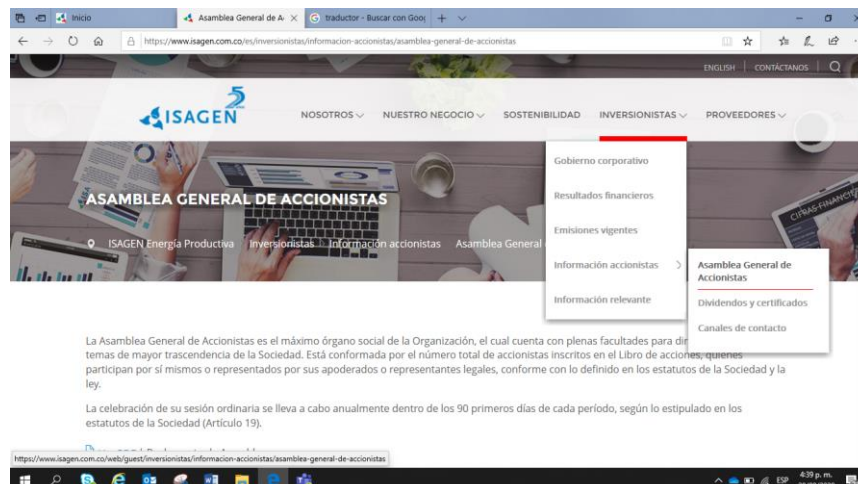 Inicio
Asamblea General de A
traductor - Buscar con Goo
https://www.isagen.com.co/es/inversionistas/informacion-accionistas/asamblea-general-de-accionistas
ENGLISH
CONTÁCTANOS
25
ISAGEN
NOSOTROS
NUESTRO NEGOCIO
SOSTENIBILIDAD
INVERSIONISTAS
PROVEEDORES
Gobierno corporativo
Resultados financieros
Emisiones vigentes
Información accionistas
Información relevante
Asamblea General de
Accionistas
Dividendos y certificados
Canales de contacto
CIFRAS FINANCIE
ASAMBLEA GENERAL DE ACCIONISTAS
ISAGEN Energía Productiva Inversionistas Información accionistas Asamblea General
La Asamblea General de Accionistas es el máximo órgano social de la Organización, el cual cuenta con plenas facultades para dir
temas de mayor trascendencia de la Sociedad. Está conformada por el número total de accionistas inscritos en el Libro de acciones, quienes
participan por sí mismos o representados por sus apoderados o representantes legales, conforme con lo definido en los estatutos de la Sociedad y la
ley.
La celebración de su sesión ordinaria se lleva a cabo anualmente dentro de los 90 primeros días de cada período, según lo estipulado en los
estatutos de la Sociedad (Artículo 19).
https://www.isagen.com.co/web/guest/inversionistas/informacion-accionistas/asamblea-general-de-accionistas
ESP
4:39 p. m.